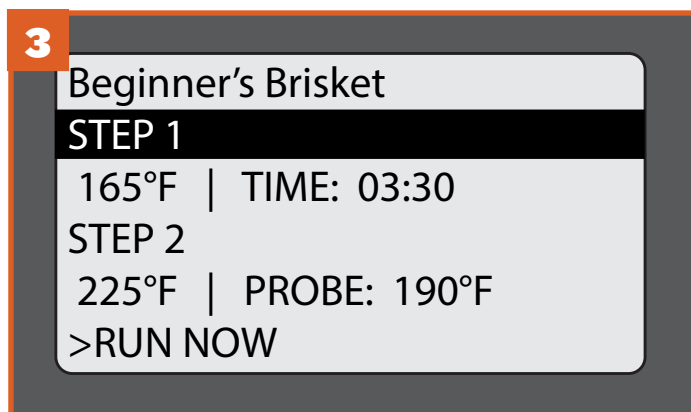 3
Beginner's Brisket
STEP 1
165°F | TIME: 03:30
STEP 2
225°F | PROBE: 190°F
>RUN NOW